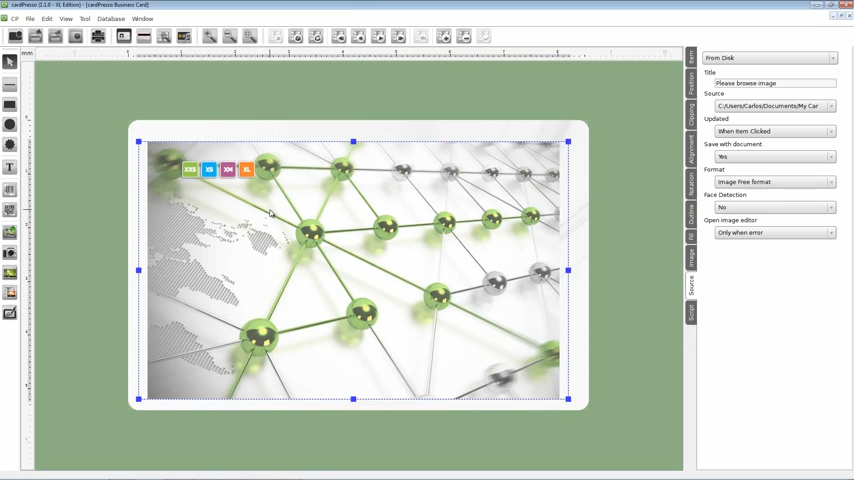 cardPresso (1.1.0 - XL Edition) - [cardPresso Business Card]
CP File Edit View Tool Database Window
mm
XXS XS XM XL
Item
Position
Clipping
Alignment
Rotation
Outline
Fill
Image
Source
Script
From Disk
Title
Please browse image
Source
C:/Users/Carlos/Documents/My Car
Updated
When Item Clicked
Save with document
Yes
Format
Image Free format
Face Detection
No
Open image editor
Only when error